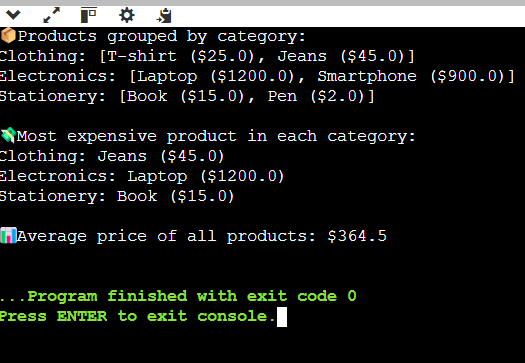 📦Products grouped by category:
Clothing: [T-shirt ($25.0), Jeans ($45.0)]
Electronics: [Laptop ($1200.0), Smartphone ($900.0)]
Stationery: [Book ($15.0), Pen ($2.0)]
💸Most expensive product in each category:
Clothing: Jeans ($45.0)
Electronics: Laptop ($1200.0)
Stationery: Book ($15.0)
📊Average price of all products: $364.5
...Program finished with exit code 0
Press ENTER to exit console.